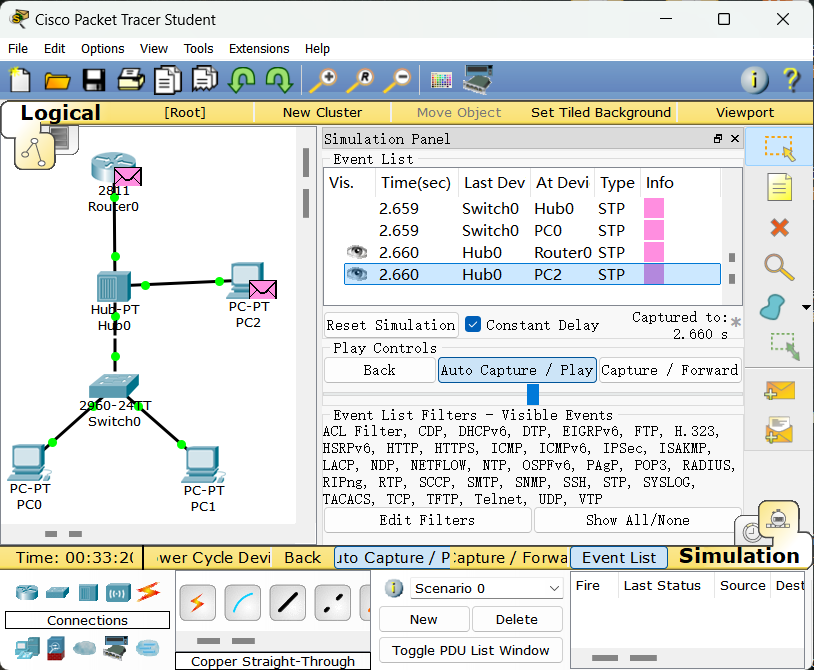 Cisco Packet Tracer Student
File Edit Options View Tools Extensions Help
Logical [Root] New Cluster Move Object Set Tiled Background Viewport
2811
Router0
Hub-PT
Hub0
PC-PT
PC2
2960-24TT
Switch0
PC-PT
PC0
PC-PT
PC1
Simulation Panel
Event List
Vis. Time(sec) Last Dev At Devi Type Info
2.659 Switch0 Hub0 STP
2.659 Switch0 PC0 STP
2.660 Hub0 Router0 STP
2.660 Hub0 PC2 STP
Reset Simulation Constant Delay Captured to: *
2.660 s
Play Controls
Back Auto Capture / Play Capture / Forward
Event List Filters - Visible Events
ACL Filter, CDP, DHCPv6, DTP, EIGRPv6, FTP, H.323,
HSRPv6, HTTP, HTTPS, ICMP, ICMPv6, IPSec, ISAKMP,
LACP, NDP, NETFLOW, NTP, OSPFv6, PAgP, POP3, RADIUS,
RIPng, RTP, SCCP, SMTP, SNMP, SSH, STP, SYSLOG,
TACACS, TCP, TFTP, Telnet, UDP, VTP
Edit Filters Show All/None
Time: 00:33:20 wer Cycle Devi Back uto Capture / P Capture / Forwa Event List Simulation
Connections
Copper Straight-Through
Scenario 0
New Delete
Toggle PDU List Window
Fire Last Status Source Dest